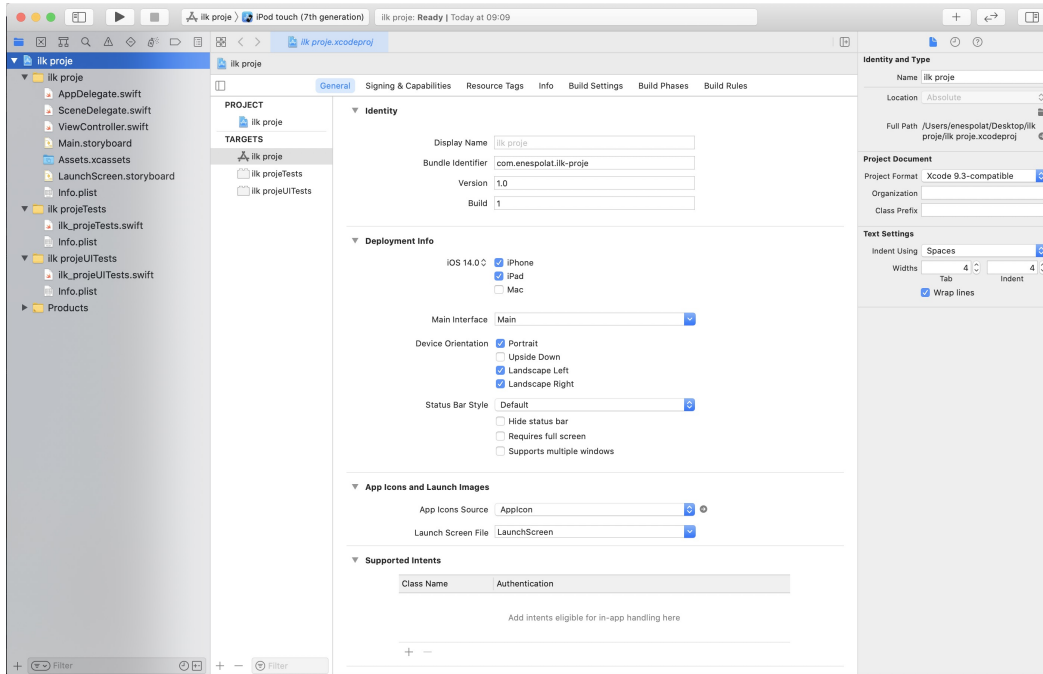 ilk proje
iPod touch (7th generation)
ilk proje: Ready | Today at 09:09
ilk proje.xcodeproj
ilk proje
ilk proje
AppDelegate.swift
SceneDelegate.swift
ViewController.swift
Main.storyboard
Assets.xcassets
LaunchScreen.storyboard
Info.plist
ilk projeTests
ilk_projeTests.swift
Info.plist
ilk projeUITests
ilk_projeUITests.swift
Info.plist
Products
Filter
ilk proje
General Signing & Capabilities Resource Tags Info Build Settings Build Phases Build Rules
PROJECT
ilk proje
TARGETS
ilk proje
ilk projeTests
ilk projeUITests
Filter
Identity
Display Name ilk proje
Bundle Identifier com.enespolat.ilk-proje
Version 1.0
Build 1
Deployment Info
iOS 14.0 iPhone
iPad
Mac
Main Interface Main
Device Orientation Portrait
Upside Down
Landscape Left
Landscape Right
Status Bar Style Default
Hide status bar
Requires full screen
Supports multiple windows
App Icons and Launch Images
App Icons Source AppIcon
Launch Screen File LaunchScreen
Supported Intents
Class Name Authentication
Add intents eligible for in-app handling here
Identity and Type
Name ilk proje
Location Absolute
Full Path /Users/enespolat/Desktop/ilk
proje/ilk proje.xcodeproj
Project Document
Project Format Xcode 9.3-compatible
Organization
Class Prefix
Text Settings
Indent Using Spaces
Widths 4 4
Tab Indent
Wrap lines